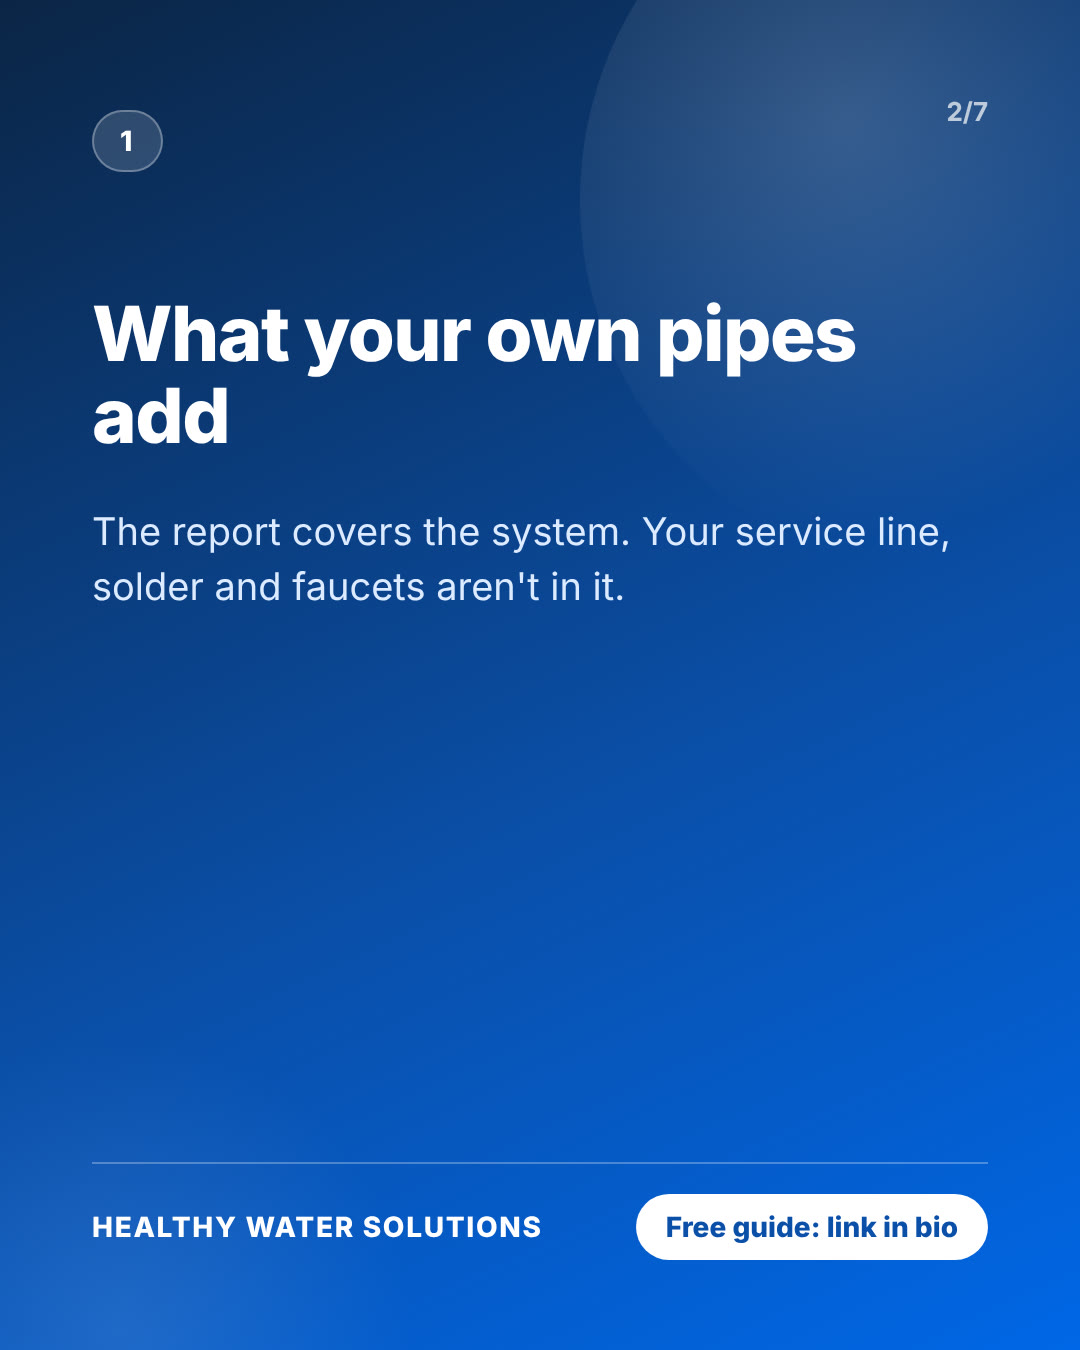 1
2/7
What your own pipes
add
The report covers the system. Your service line,
solder and faucets aren't in it.
HEALTHY WATER SOLUTIONS
Free guide: link in bio